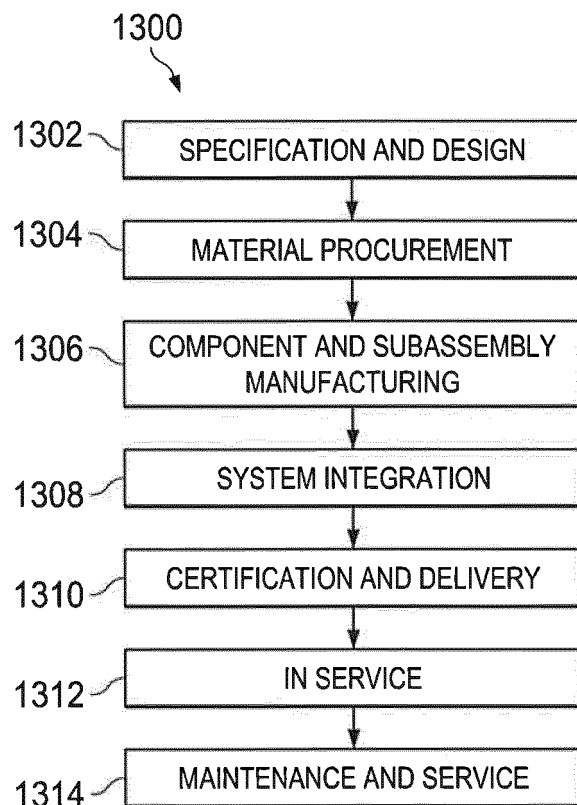 1300
1302
SPECIFICATION AND DESIGN
1304
MATERIAL PROCUREMENT
1306
COMPONENT AND SUBASSEMBLY
MANUFACTURING
1308
SYSTEM INTEGRATION
1310
CERTIFICATION AND DELIVERY
1312
IN SERVICE
1314
MAINTENANCE AND SERVICE